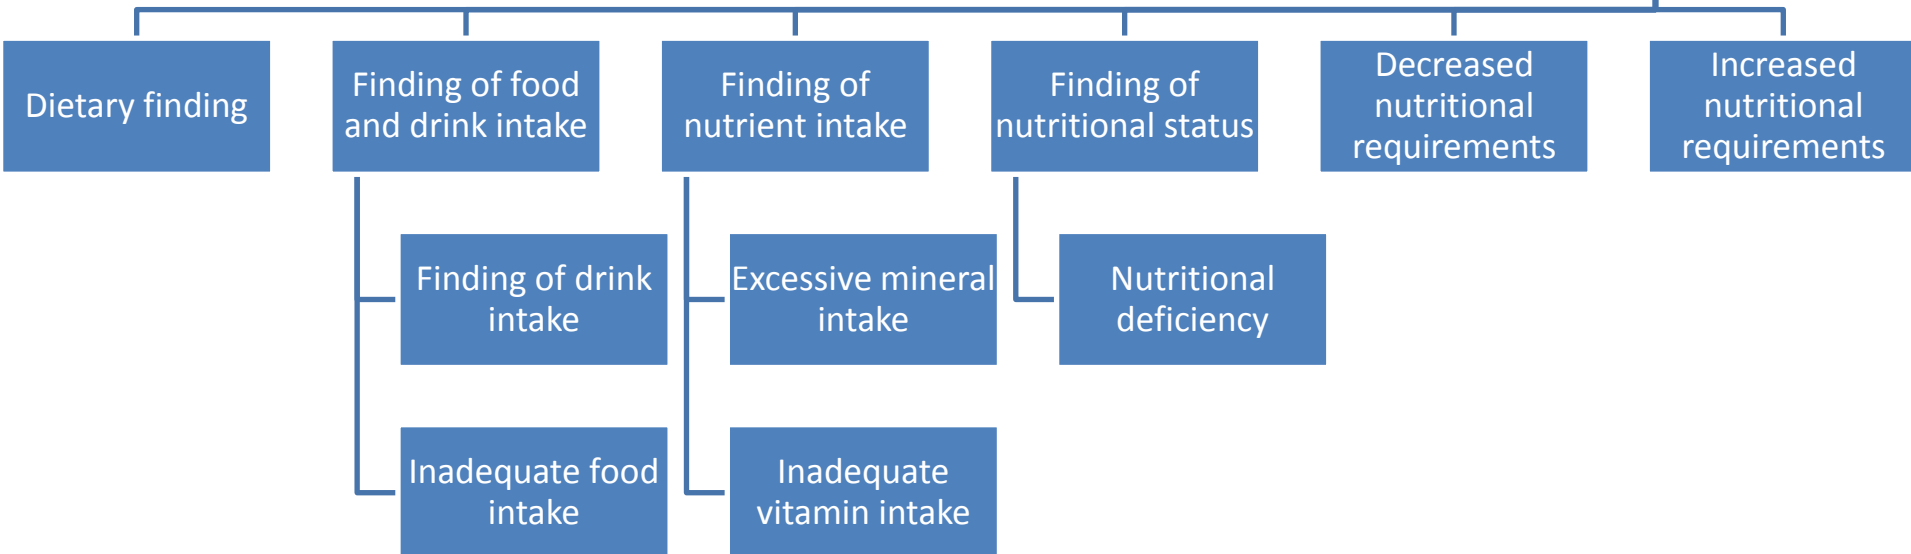 Dietary finding
Finding of food
and drink intake
Finding of
nutrient intake
Finding of
nutritional status
Decreased
nutritional
requirements
Increased
nutritional
requirements
Finding of drink
intake
Excessive mineral
intake
Nutritional
deficiency
Inadequate food
intake
Inadequate
vitamin intake